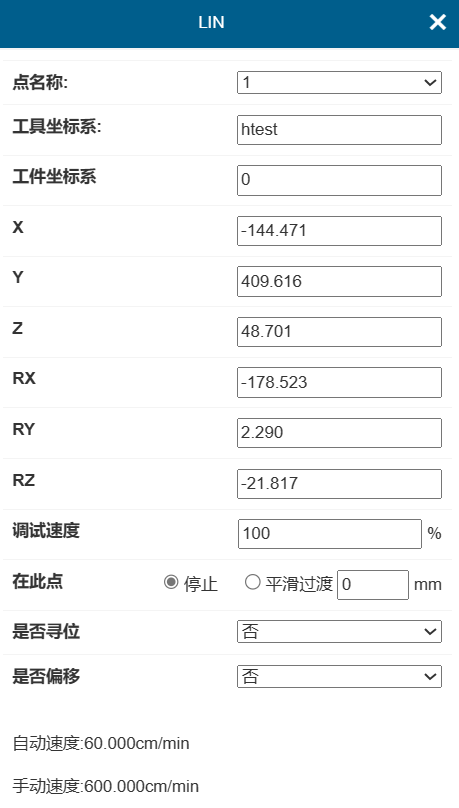 LIN
点名称: 1
工具坐标系: htest
工件坐标系 0
X -144.471
Y 409.616
Z 48.701
RX -178.523
RY 2.290
RZ -21.817
调试速度 100 %
在此点 停止 平滑过渡 0 mm
是否寻位 否
是否偏移 否
自动速度:60.000cm/min
手动速度:600.000cm/min